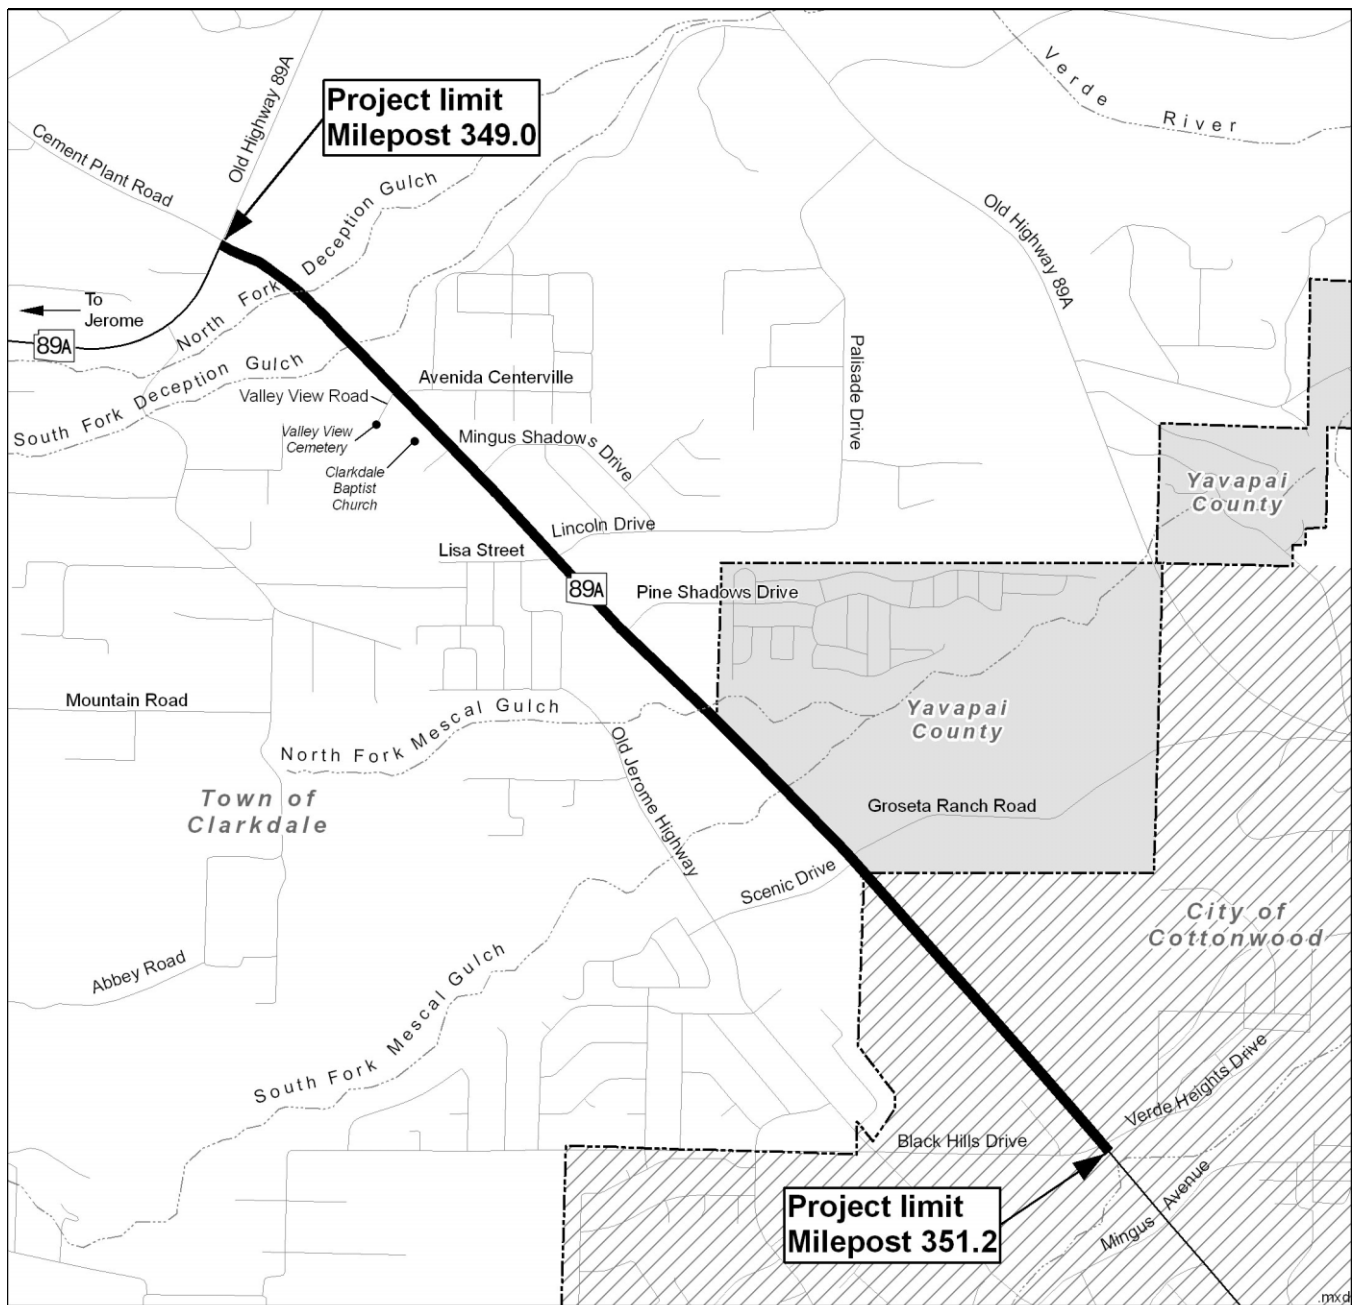 Project limit
Milepost 349.0
Old Highway 89A
Cement Plant Road
Verde River
North Fork Deception Gulch
Old Highway 89A
To
Jerome
89A
South Fork Deception Gulch
Avenida Centerville
Valley View Road
Palisade Drive
Valley View
Cemetery
Mingus Shadows Drive
Clarkdale
Baptist
Church
Yavapai
County
Lincoln Drive
Lisa Street
89A
Pine Shadows Drive
Mountain Road
North Fork Mescal Gulch
Yavapai
County
Old Jerome Highway
Town of
Clarkdale
Groseta Ranch Road
Scenic Drive
City of
Cottonwood
Abbey Road
South Fork Mescal Gulch
Verde Heights Drive
Black Hills Drive
Mingus Avenue
Project limit
Milepost 351.2
.mxd